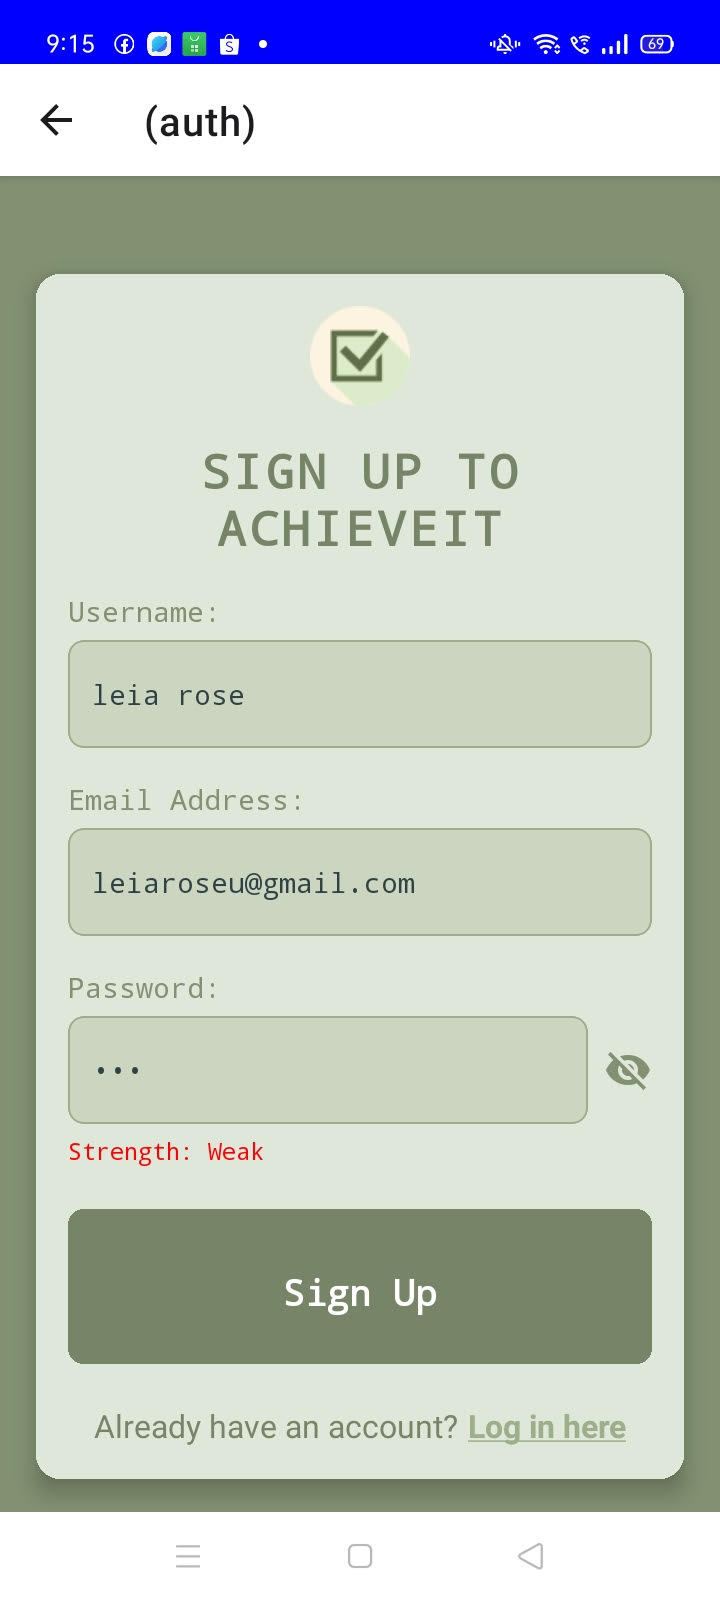 9:15
69
(auth)
SIGN UP TO
ACHIEVEIT
Username:
leia rose
Email Address:
leiaroseu@gmail.com
Password:
•••
Strength: Weak
Sign Up
Already have an account? Log in here